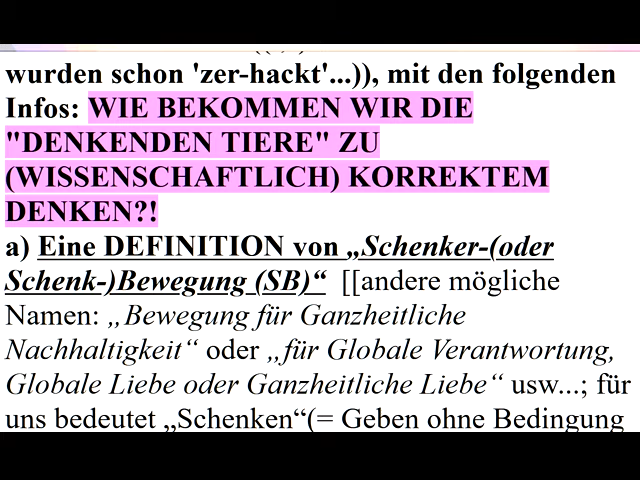 wurden schon 'zer-hackt'...)), mit den folgenden
Infos: WIE BEKOMMEN WIR DIE
"DENKENDEN TIERE" ZU
(WISSENSCHAFTLICH) KORREKTEM
DENKEN?!
a) Eine DEFINITION von „Schenker-(oder
Schenk-)Bewegung (SB)“ [[andere mögliche
Namen: „Bewegung für Ganzheitliche
Nachhaltigkeit“ oder „für Globale Verantwortung,
Globale Liebe oder Ganzheitliche Liebe“ usw...; für
uns bedeutet „Schenken“(= Geben ohne Bedingung